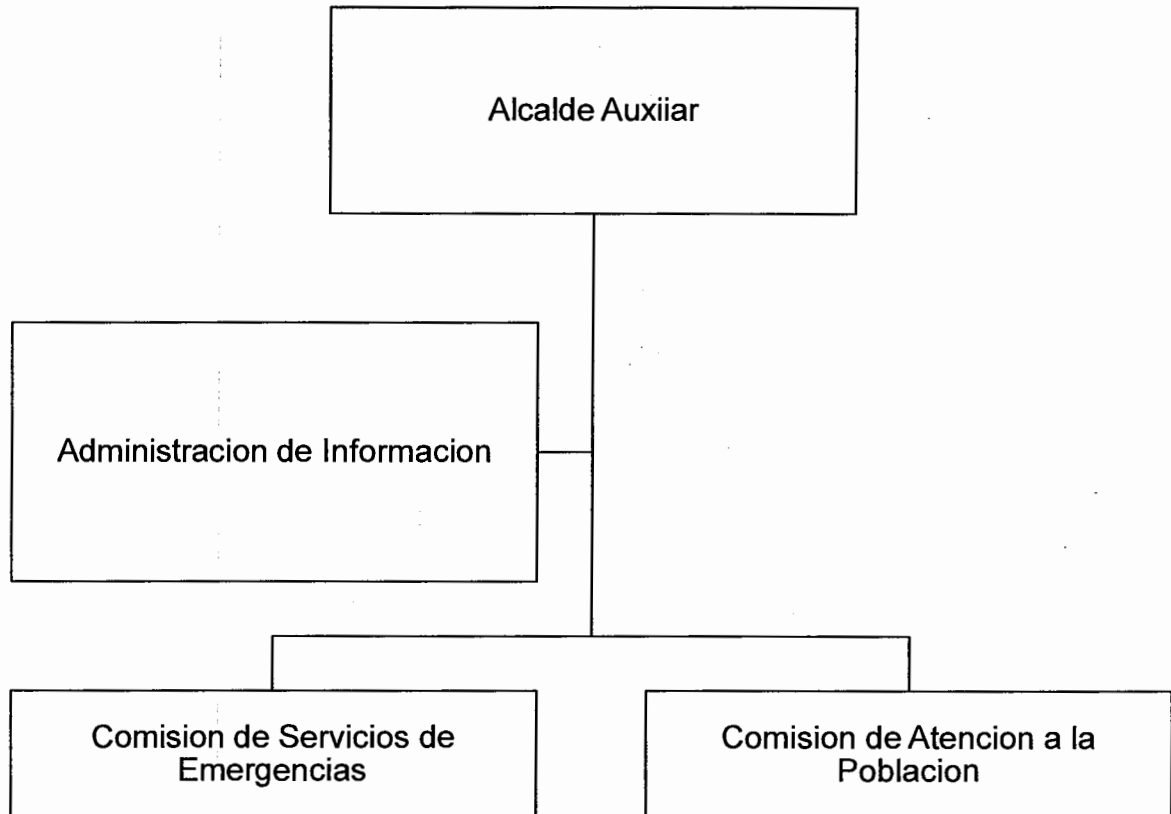 Alcalde Auxiiar
Administracion de Informacion
Comision de Servicios de
Emergencias
Comision de Atencion a la
Poblacion